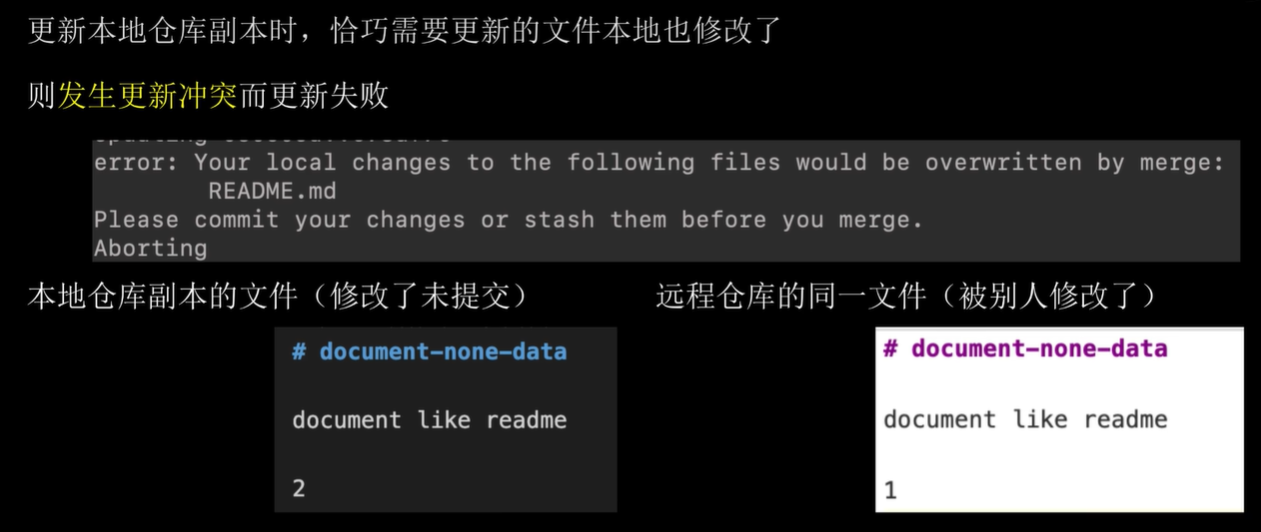 更新本地仓库副本时，恰巧需要更新的文件本地也修改了
则发生更新冲突而更新失败
error: Your local changes to the following files would be overwritten by merge:
README.md
Please commit your changes or stash them before you merge.
Aborting
本地仓库副本的文件（修改了未提交）
远程仓库的同一文件（被别人修改了）
# document-none-data
document like readme
2
# document-none-data
document like readme
1